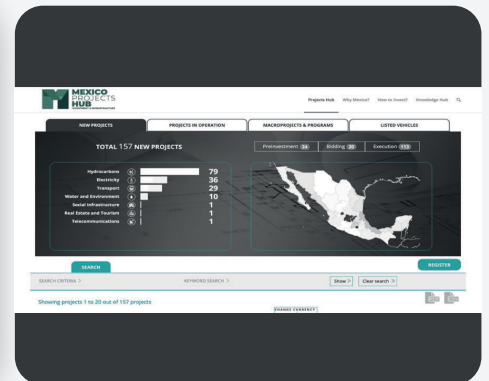 MEXICO
PROJECTS
HUB
Projects Hub Why Mexico? How to Invest? Knowledge Hub
NEW PROJECTS PROJECTS IN OPERATION MACROPROJECTS & PROGRAMS LISTED VEHICLES
TOTAL 157 NEW PROJECTS
Preinvestment 24 Bidding 20 Execution 113
Hydrocarbons 79
Electricity 36
Transport 29
Water and Environment 10
Social Infrastructure 1
Real Estate and Tourism 1
Telecommunications 1
SEARCH
REGISTER
SEARCH CRITERIA > KEYWORD SEARCH > Show > Clear search >
Showing projects 1 to 20 out of 157 projects
CHANGE CURRENCY